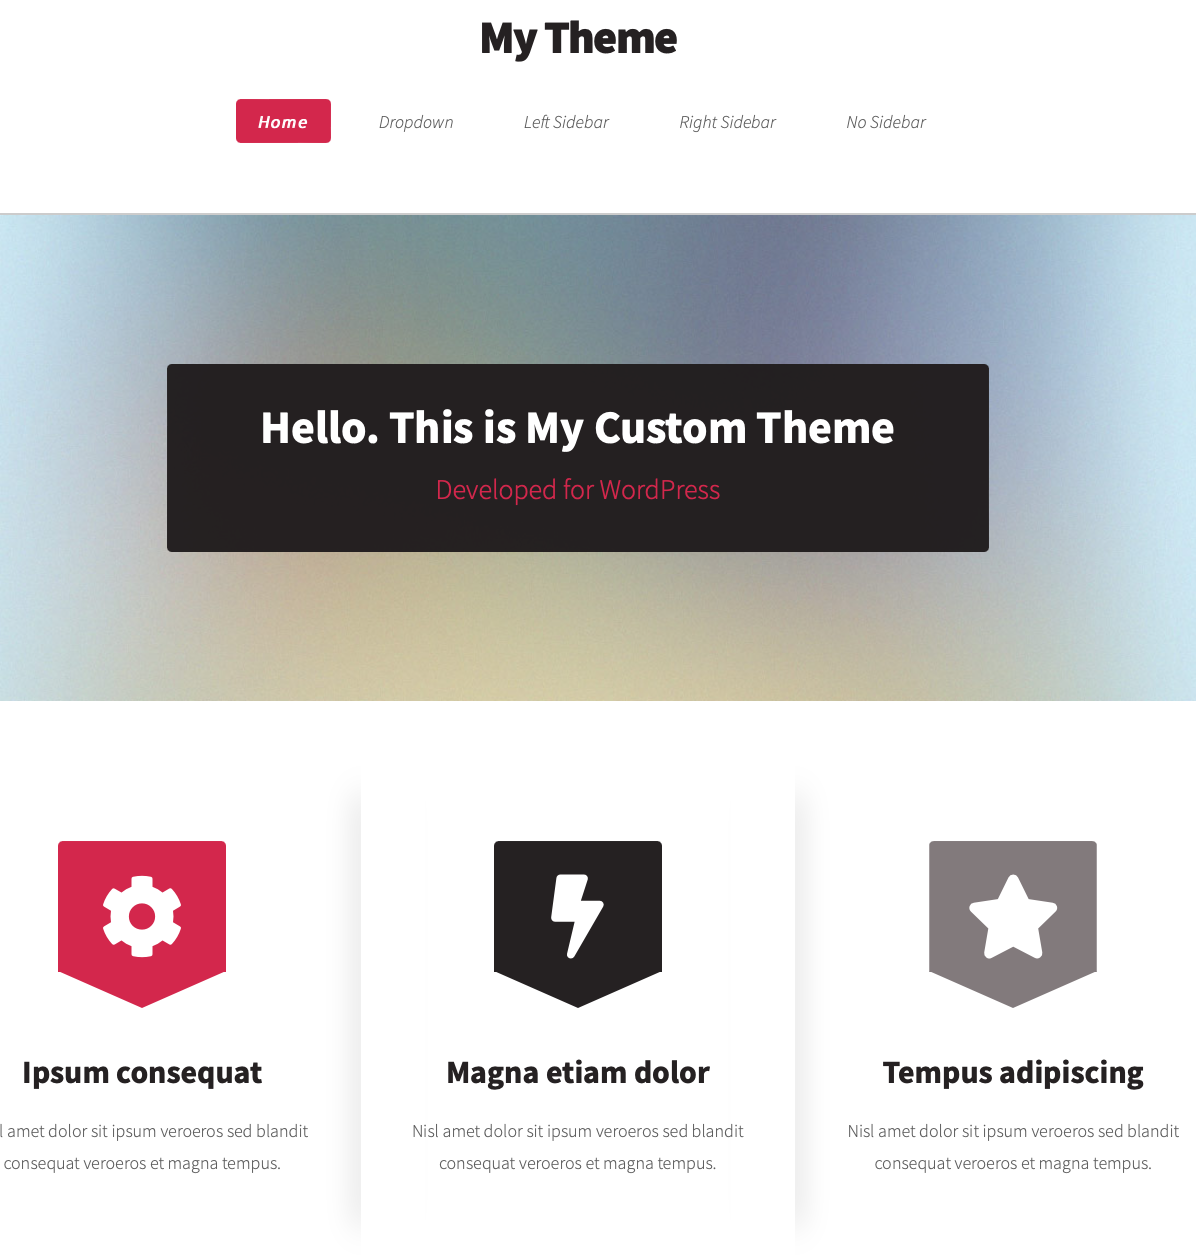 My Theme
Home Dropdown Left Sidebar Right Sidebar No Sidebar
Hello. This is My Custom Theme
Developed for WordPress
Ipsum consequat
amet dolor sit ipsum veroeros sed blandit
consequat veroeros et magna tempus.
Magna etiam dolor
Nisl amet dolor sit ipsum veroeros sed blandit
consequat veroeros et magna tempus.
Tempus adipiscing
Nisl amet dolor sit ipsum veroeros sed blandit
consequat veroeros et magna tempus.